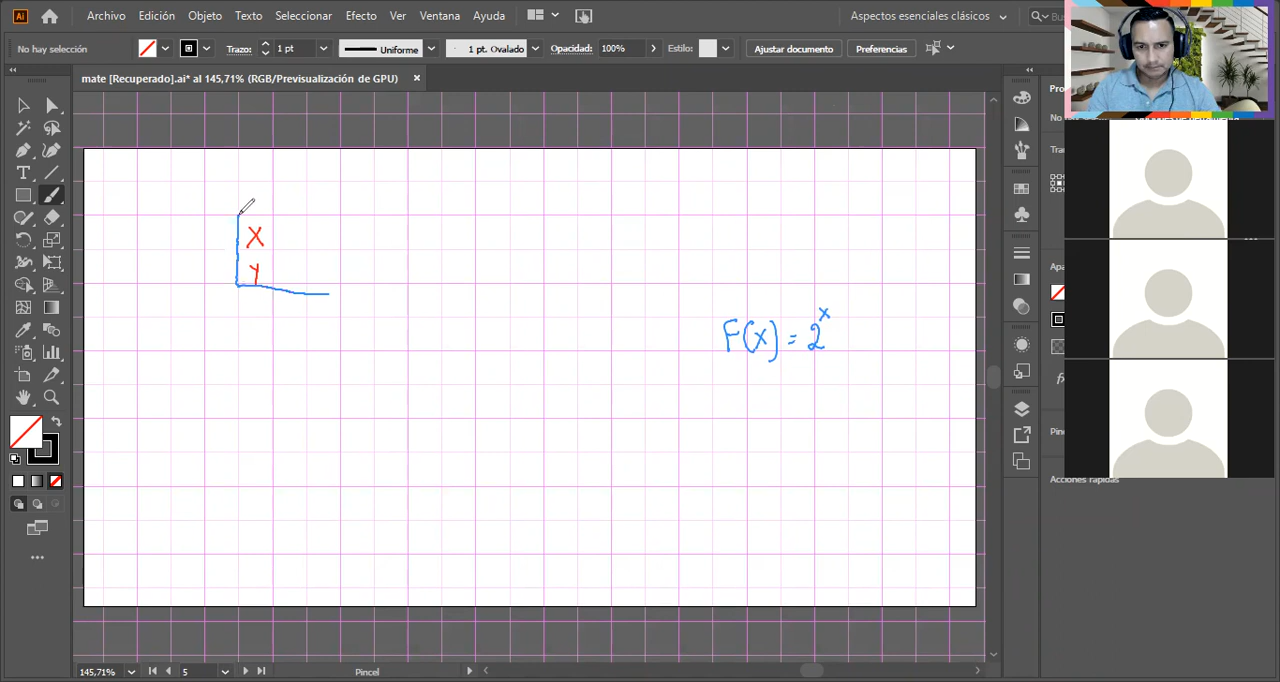 Ai Archivo Edición Objeto Texto Seleccionar Efecto Ver Ventana Ayuda Aspectos esenciales clásicos
No hay selección Trazo: 1 pt Uniforme 1 pt. Ovalado Opacidad: 100% Estilo: Ajustar documento Preferencias
mate [Recuperado].ai* al 145,71% (RGB/Previsualización de GPU)
X
Y
F(x) = 2^x
145,71% 5 Pincel
Acciones rápidas